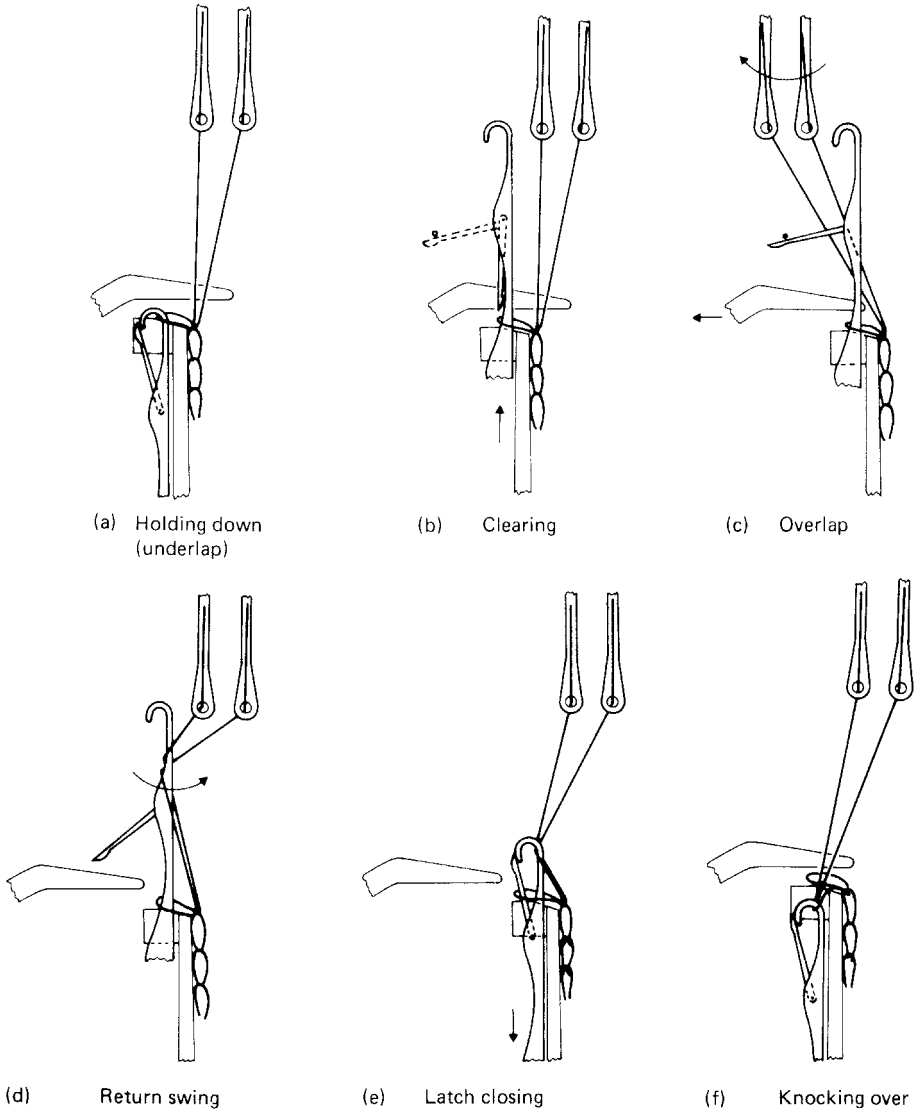 (a) Holding down
(underlap)
(b) Clearing
(c) Overlap
(d) Return swing
(e) Latch closing
(f) Knocking over